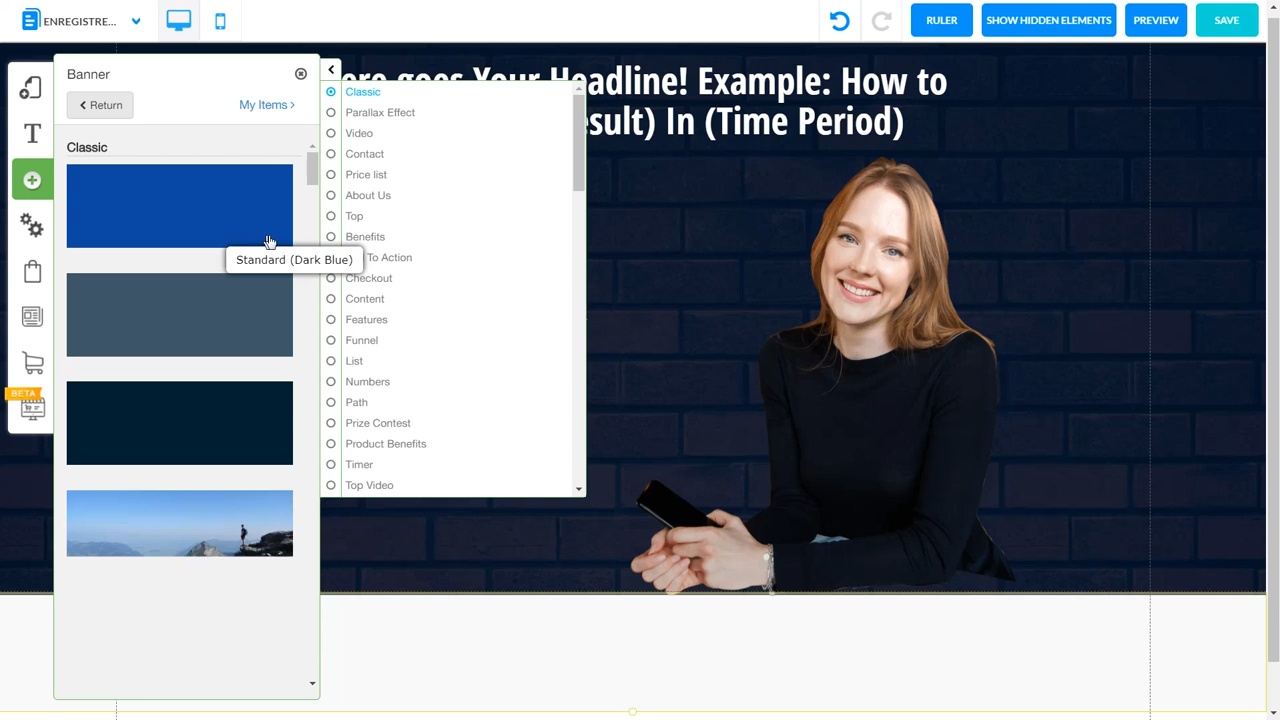 ENREGISTRE...
RULER
SHOW HIDDEN ELEMENTS
PREVIEW
SAVE
Banner
Return
My Items
Classic
Standard (Dark Blue)
BETA
Classic
Parallax Effect
Video
Contact
Price list
About Us
Top
Benefits
To Action
Checkout
Content
Features
Funnel
List
Numbers
Path
Prize Contest
Product Benefits
Timer
Top Video
goes Your Headline! Example: How to
In (Time Period)